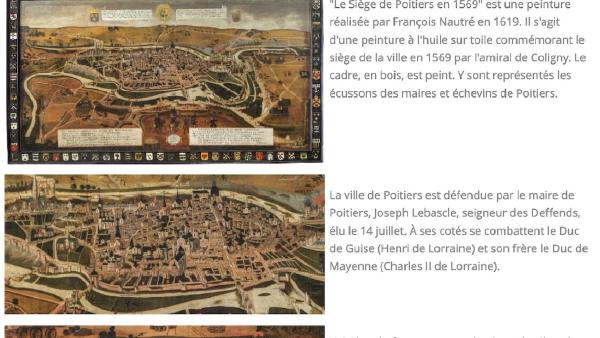 "Le Siège de Poitiers en 1569" est une peinture
réalisée par François Nautré en 1619. Il s'agit
d'une peinture à l'huile sur toile commémorant le
siège de la ville en 1569 par l'amiral de Coligny. Le
cadre, en bois, est peint. Y sont représentés les
écussons des maires et échevins de Poitiers.
La ville de Poitiers est défendue par le maire de
Poitiers, Joseph Lebascle, seigneur des Deffends,
élu le 14 juillet. À ses cotés se combattent le Duc
de Guise (Henri de Lorraine) et son frère le Duc de
Mayenne (Charles II de Lorraine).